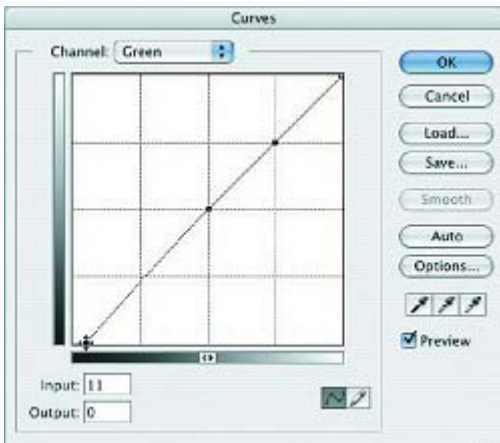 Curves
Channel: Green
OK
Cancel
Load...
Save...
Smooth
Auto
Options...
Preview
Input: 11
Output: 0